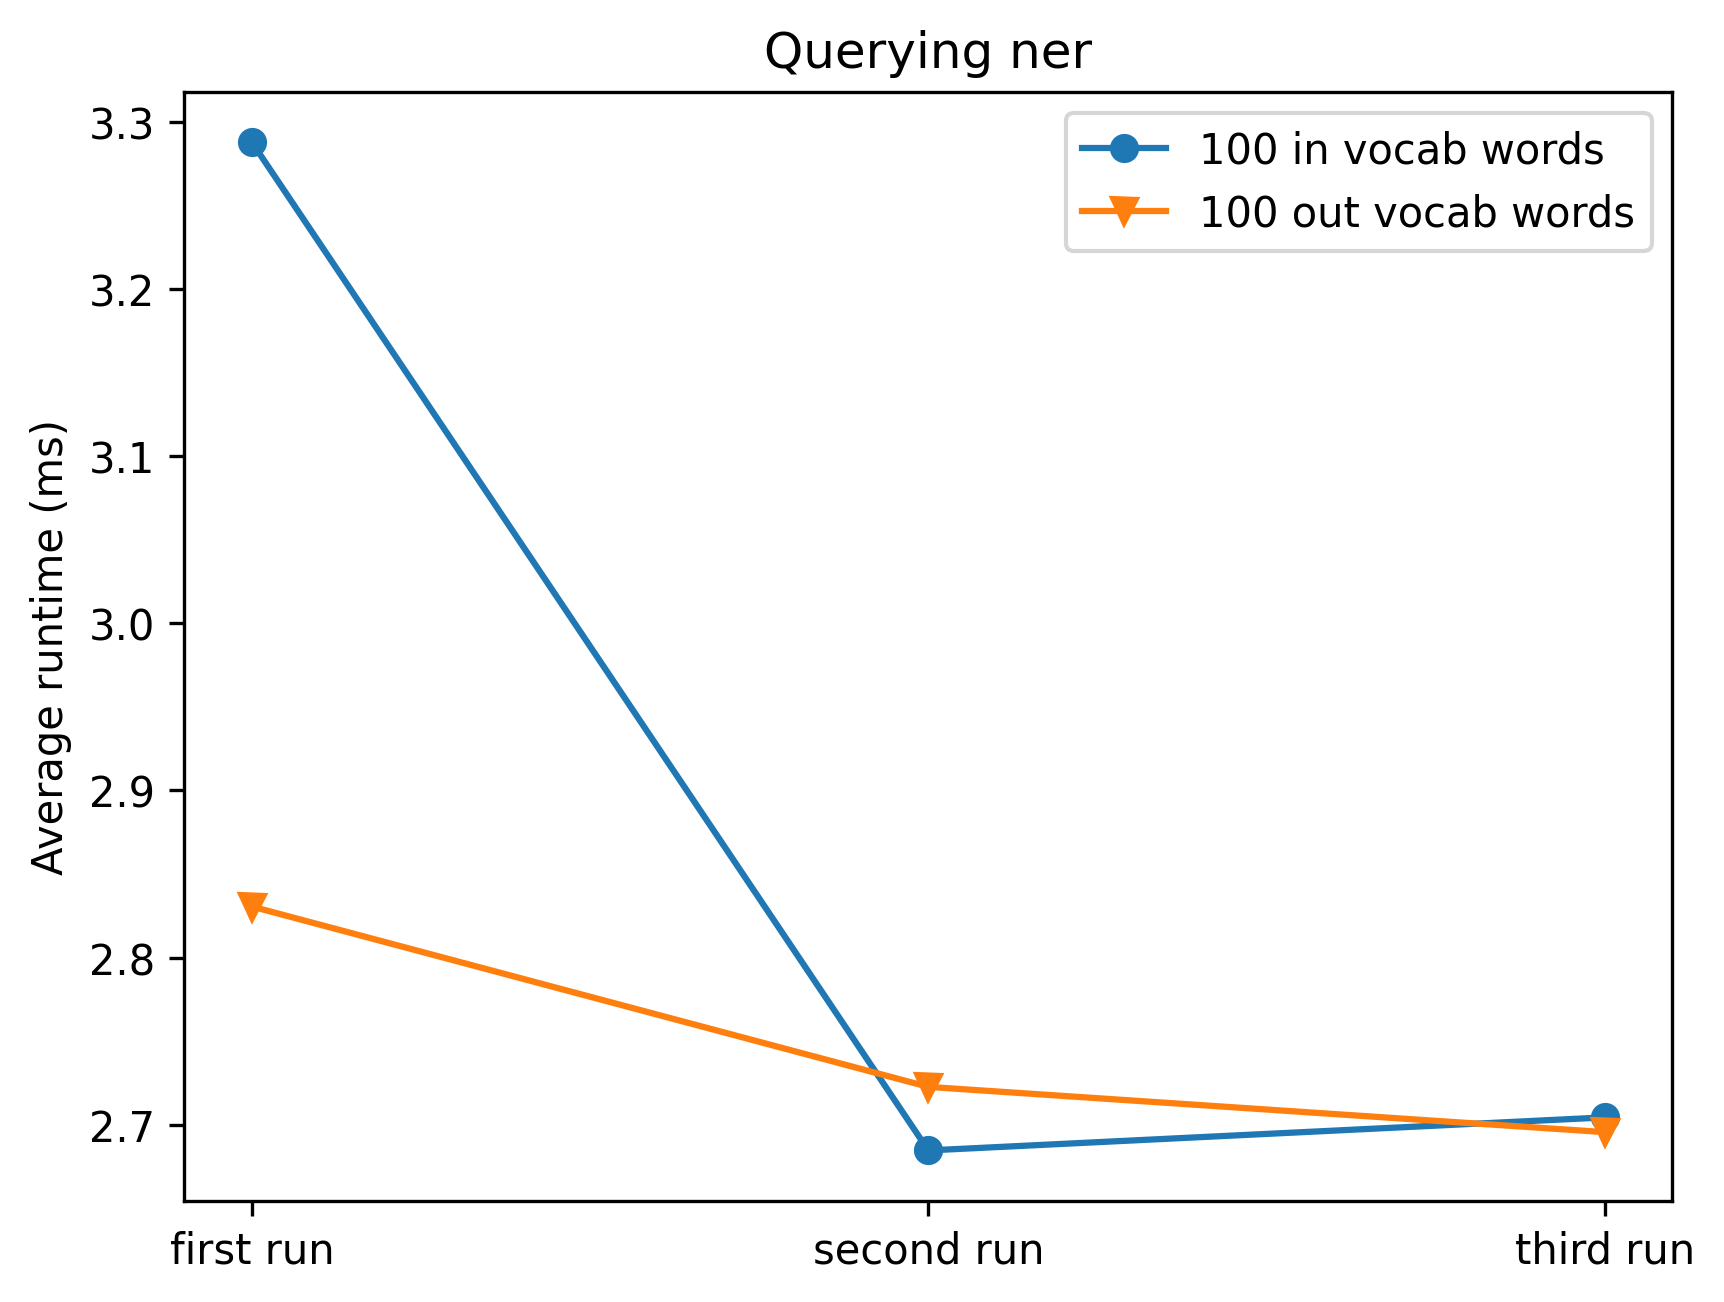 Querying ner
3.3
3.2
3.1
3.0
2.9
2.8
2.7
Average runtime (ms)
100 in vocab words
100 out vocab words
first run
second run
third run